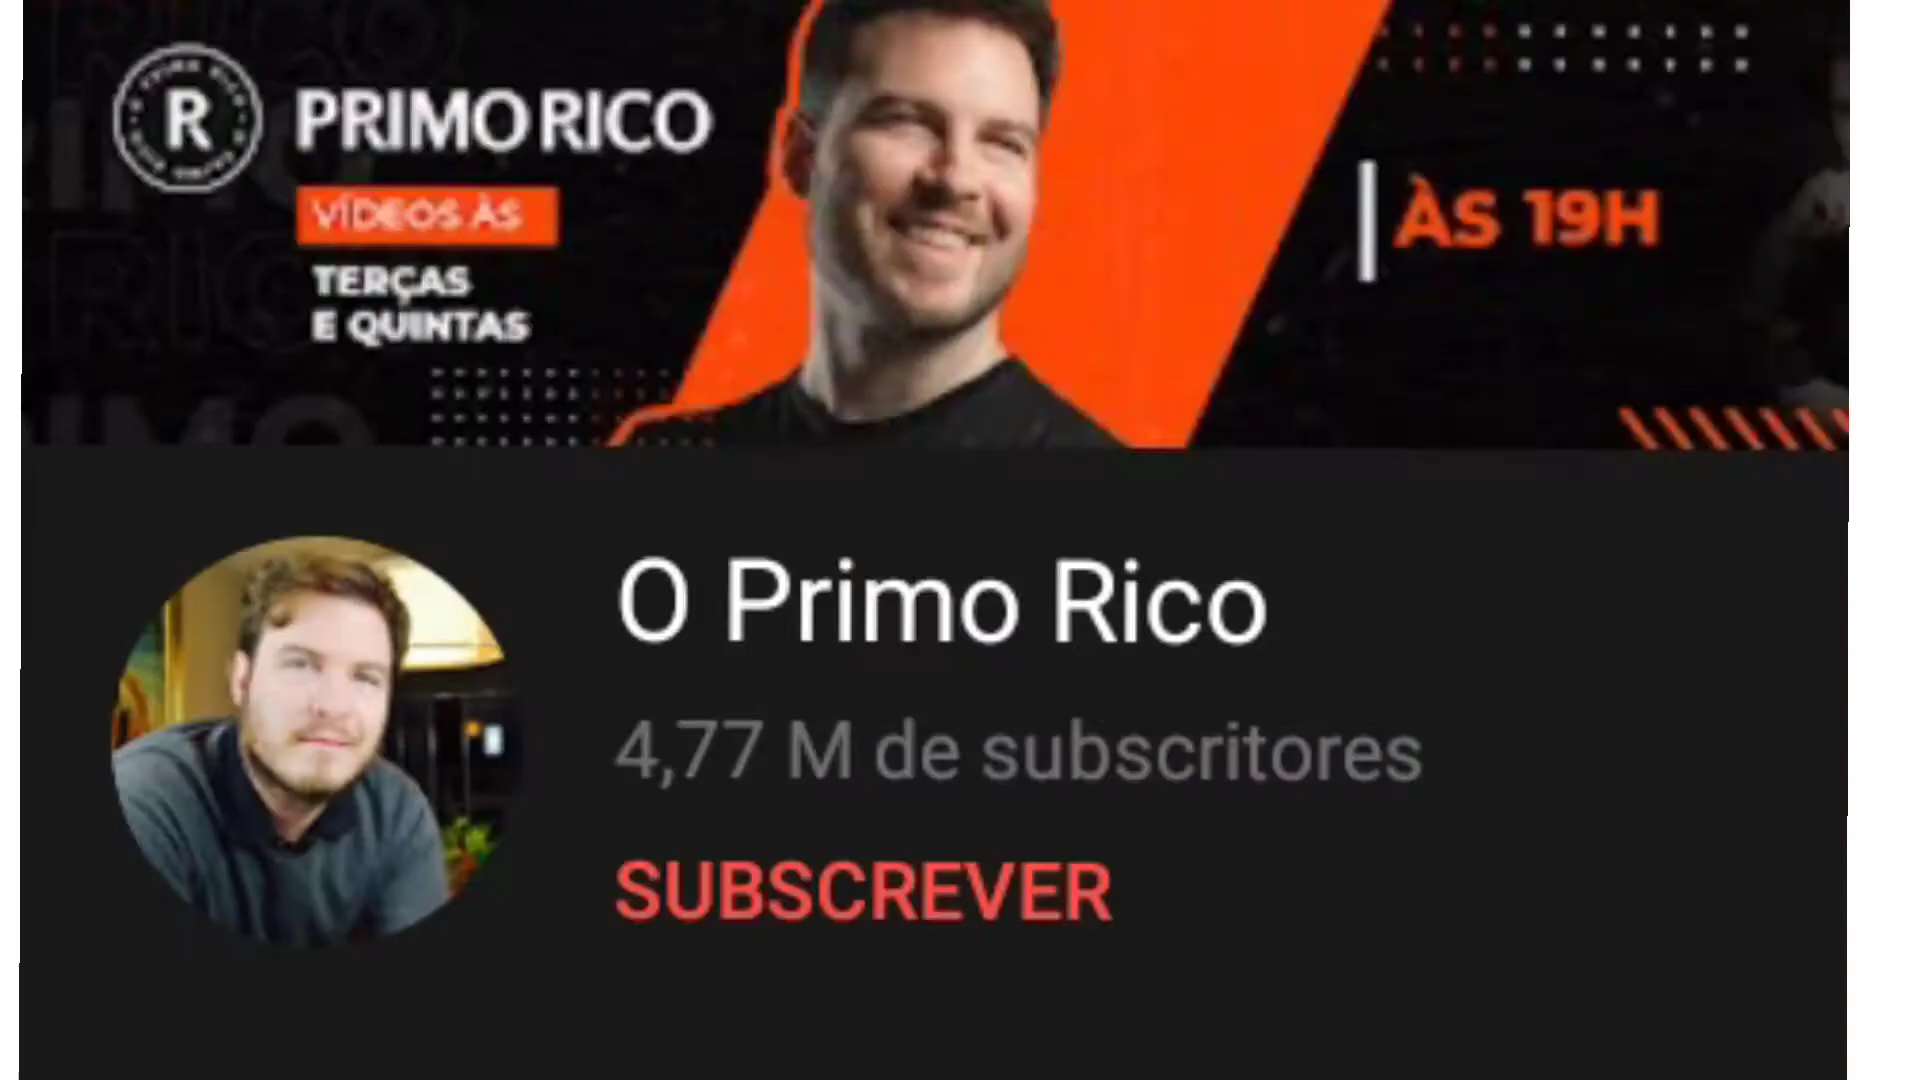 R PRIMO RICO
VÍDEOS ÀS
TERÇAS
E QUINTAS
ÀS 19H
O Primo Rico
4,77 M de subscritores
SUBSCREVER